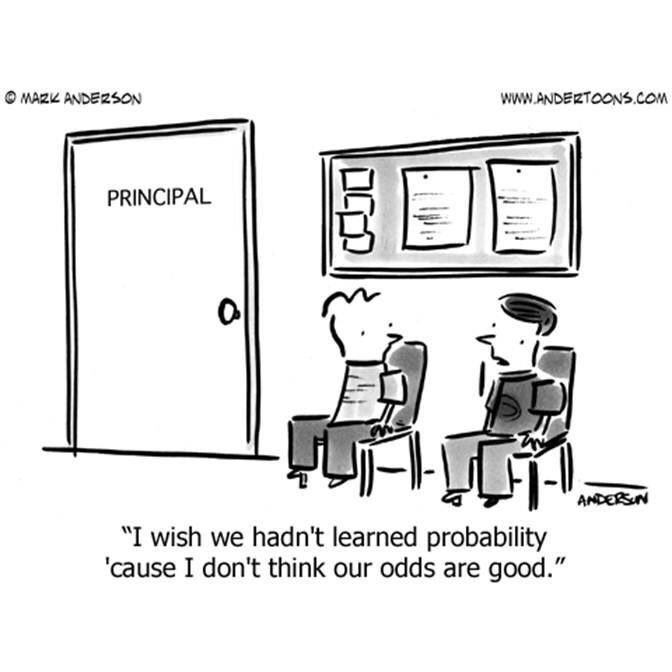 © MARK ANDERSON
WWW.ANDERTOONS.COM
PRINCIPAL
ANDERSON
"I wish we hadn't learned probability
'cause I don't think our odds are good."